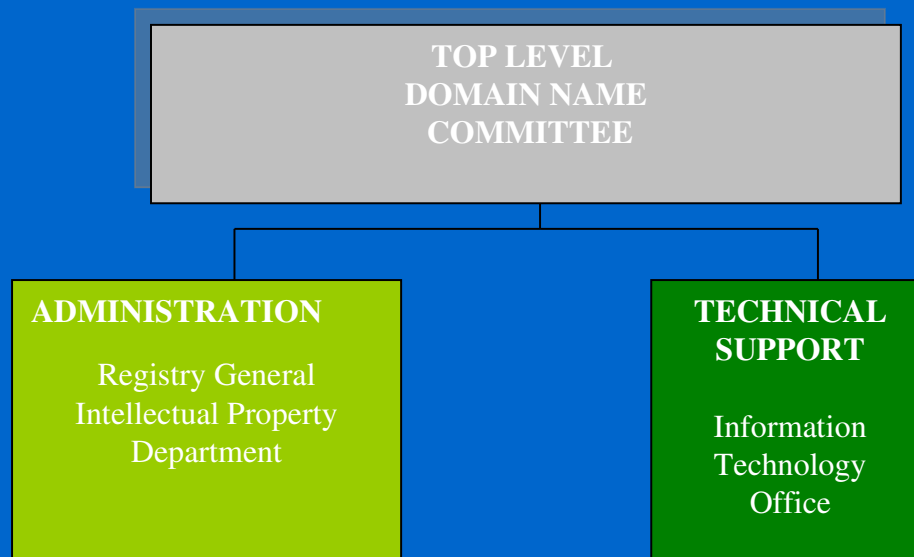 TOP LEVEL
DOMAIN NAME
COMMITTEE
ADMINISTRATION
Registry General
Intellectual Property
Department
TECHNICAL
SUPPORT
Information
Technology
Office